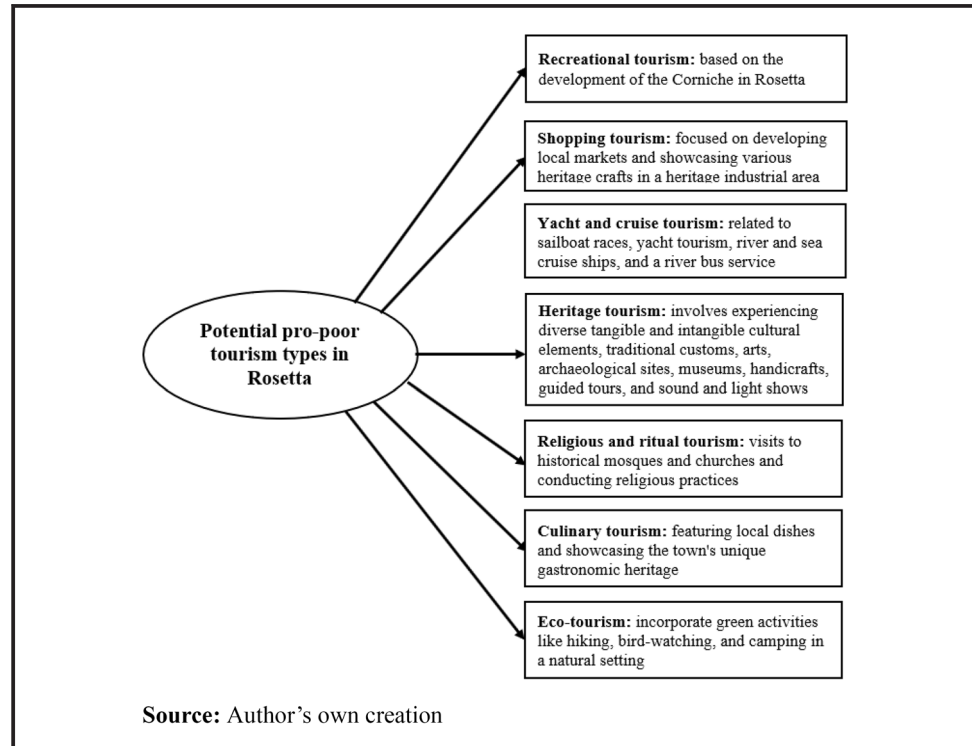 Recreational tourism: based on the
development of the Corniche in Rosetta
Shopping tourism: focused on developing
local markets and showcasing various
heritage crafts in a heritage industrial area
Yacht and cruise tourism: related to
sailboat races, yacht tourism, river and sea
cruise ships, and a river bus service
Potential pro-poor
tourism types in
Rosetta
Heritage tourism: involves experiencing
diverse tangible and intangible cultural
elements, traditional customs, arts,
archaeological sites, museums, handicrafts,
guided tours, and sound and light shows
Religious and ritual tourism: visits to
historical mosques and churches and
conducting religious practices
Culinary tourism: featuring local dishes
and showcasing the town's unique
gastronomic heritage
Eco-tourism: incorporate green activities
like hiking, bird-watching, and camping in
a natural setting
Source: Author’s own creation